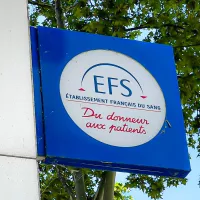 EFS
ÉTABLISSEMENT FRANÇAIS DU SANG
Du donneur
aux patients